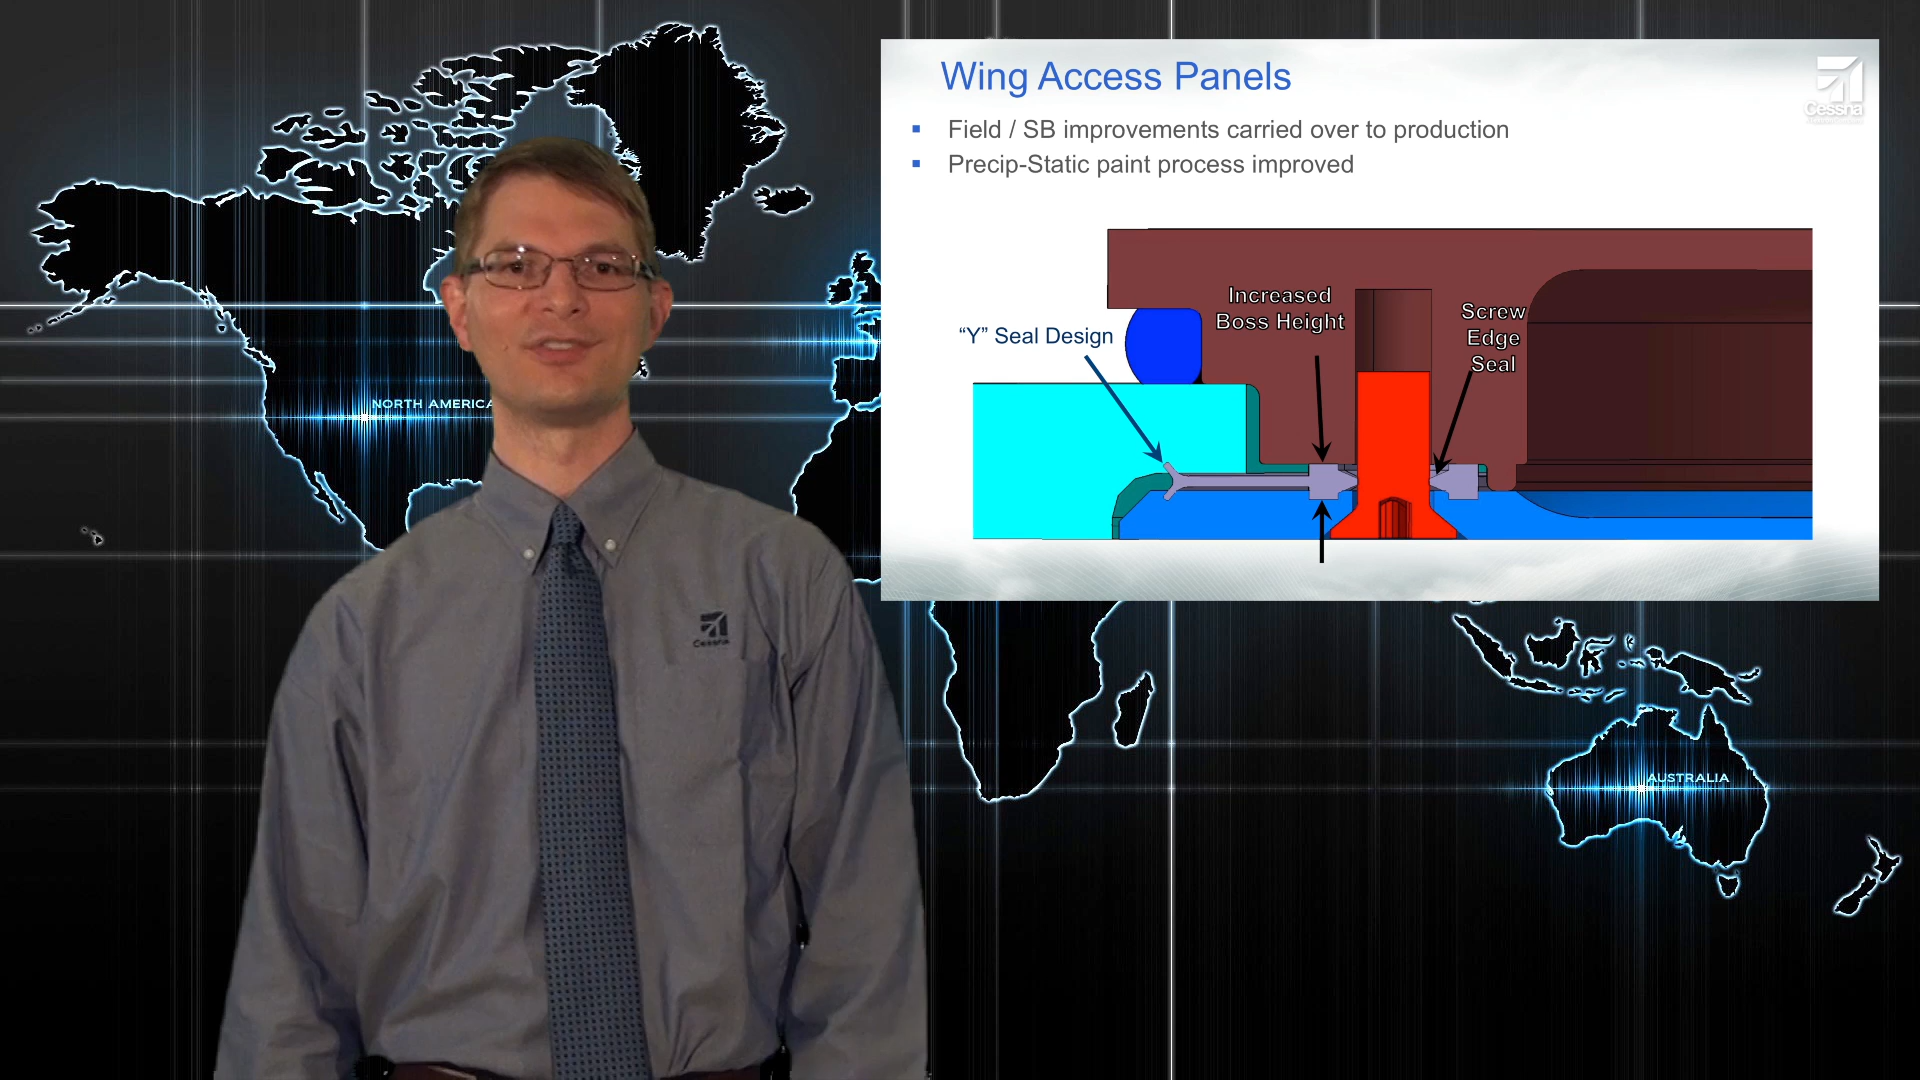 Wing Access Panels
Cessna
Field / SB improvements carried over to production
Precip-Static paint process improved
Increased
Boss Height
Screw
Edge
Seal
“Y” Seal Design
NORTH AMERICA
Cessna
AUSTRALIA